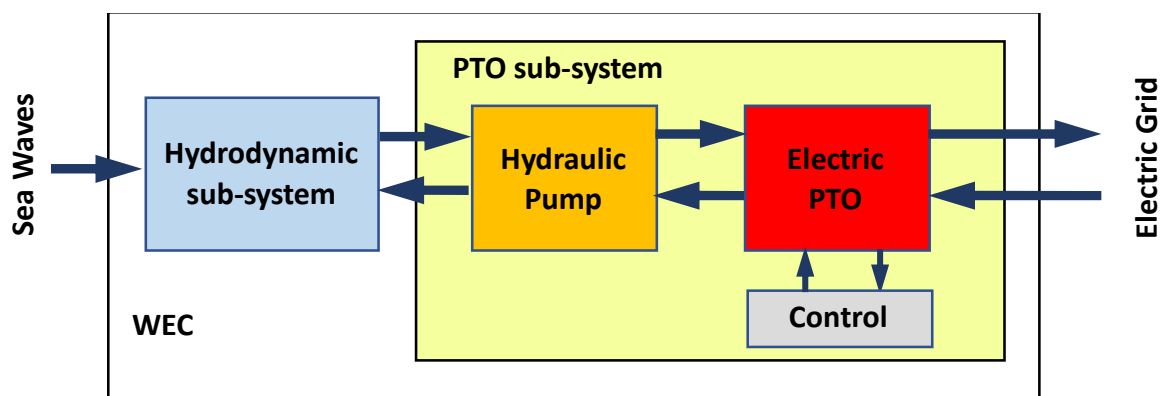 Sea Waves
Hydrodynamic
sub-system
PTO sub-system
Hydraulic
Pump
Electric
PTO
Control
WEC
Electric Grid